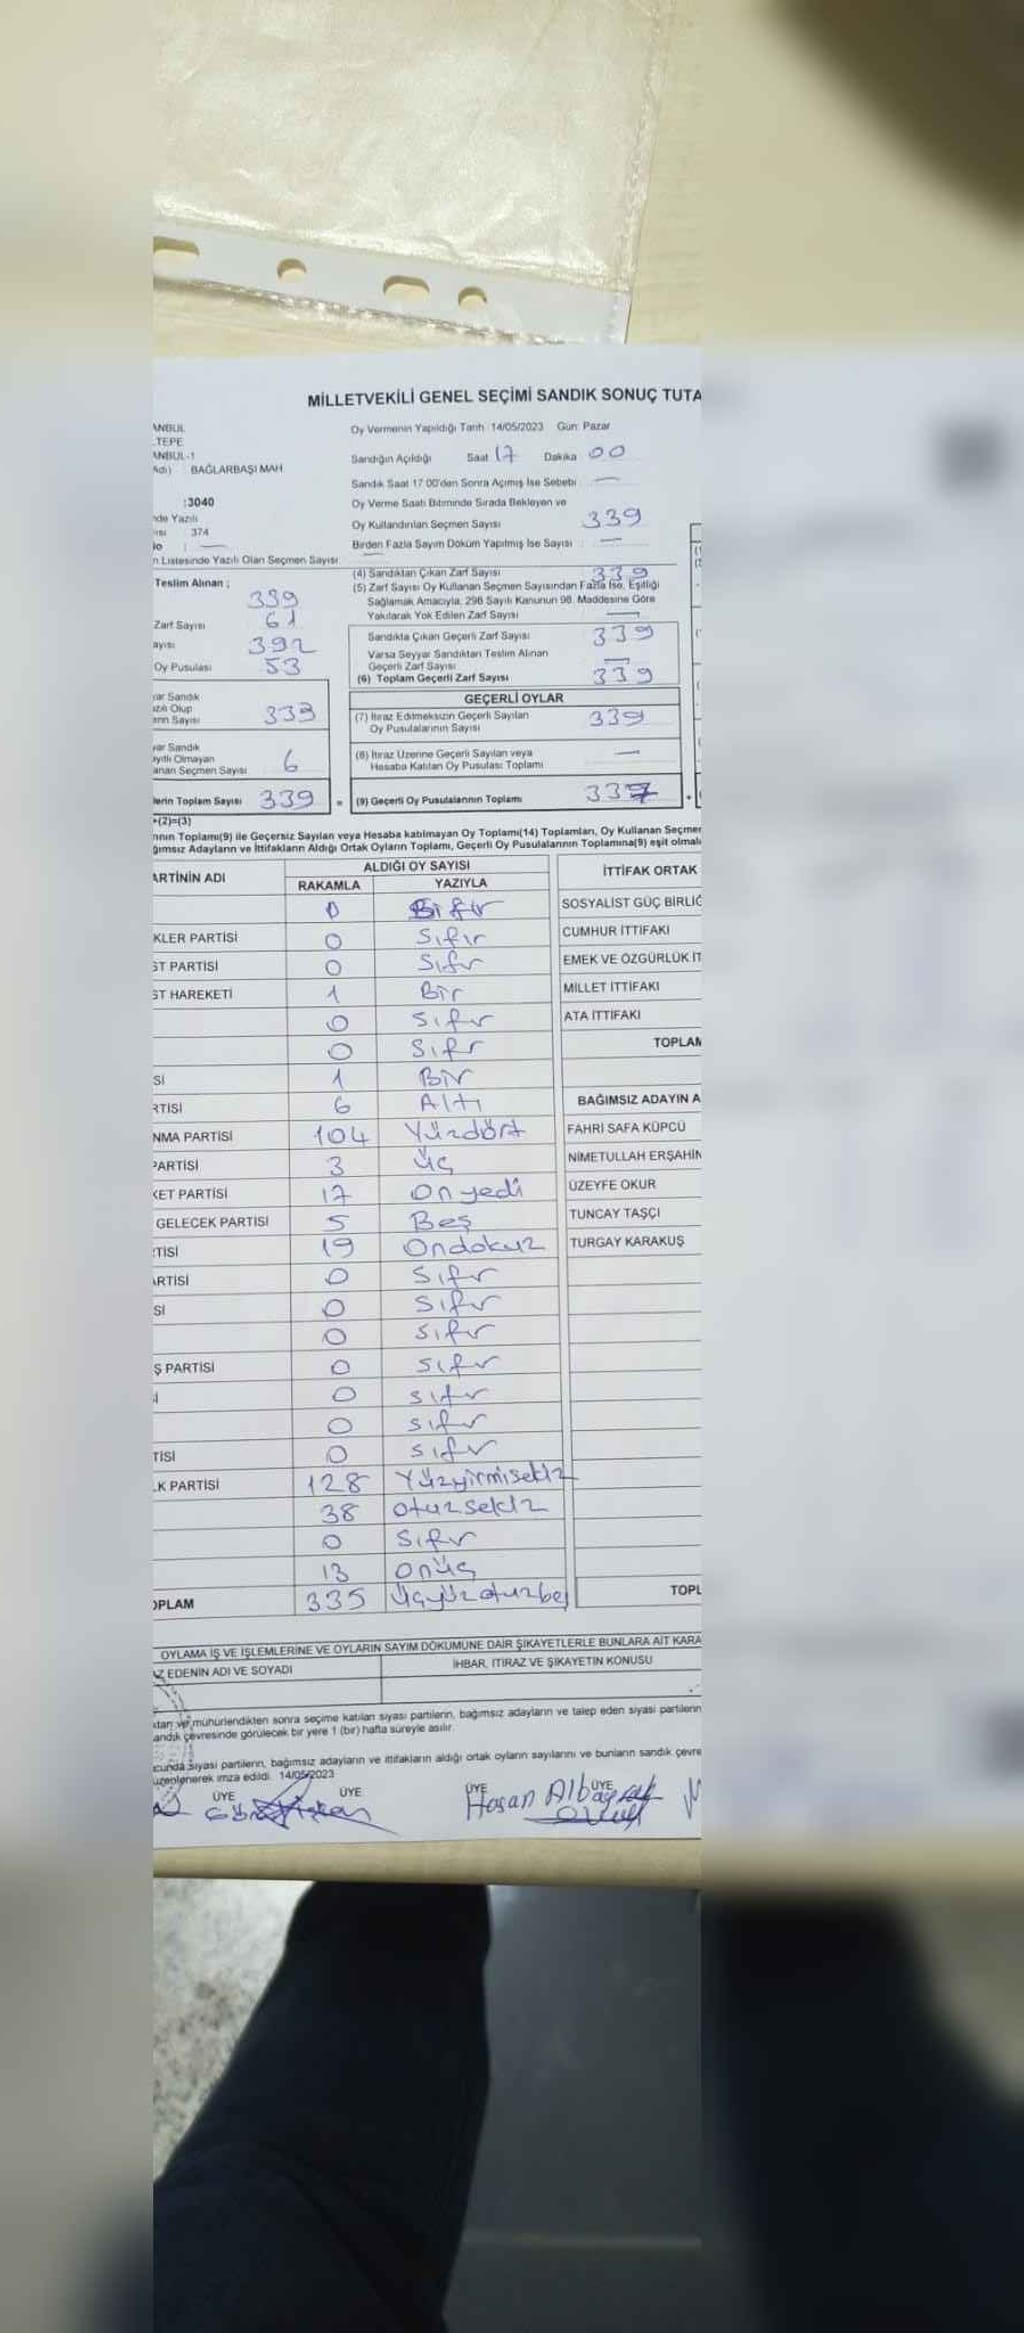 MİLLETVEKİLİ GENEL SEÇİMİ SANDIK SONUÇ TUTA
ANBUL
TEPE
ANBUL-1
Adı) BAĞLARBAŞI MAH
:3040
nde Yazılı
ısı 374
lo : —
n Listesinde Yazılı Olan Seçmen Sayısı
Oy Vermenin Yapıldığı Tarih 14/05/2023 Gün: Pazar
Sandığın Açıldığı Saat 17 Dakika 00
Sandık Saat 17 00'den Sonra Açımış İse Sebebi —
Oy Verme Saati Bitiminde Sırada Bekleyen ve
Oy Kullandırılan Seçmen Sayısı 339
Birden Fazla Sayım Döküm Yapılmış İse Sayısı : —
Teslim Alınan ;
339
Zarf Sayısı 61
ayısı 392
Oy Pusulası 53
(4) Sandıktan Çıkan Zarf Sayısı 339
(5) Zarf Sayısı Oy Kullanan Seçmen Sayısından Fazla İse, Eşitliği
Sağlamak Amacıyla, 298 Sayılı Kanunun 98. Maddesine Göre
Yakılarak Yok Edilen Zarf Sayısı —
Sandıkta Çıkan Geçerli Zarf Sayısı 339
Varsa Seyyar Sandıktan Teslim Alınan
Geçerli Zarf Sayısı —
(6) Toplam Geçerli Zarf Sayısı 339
yar Sandık
azılı Olup
anın Sayısı 333
yar Sandık
ayıtlı Olmayan
anan Seçmen Sayısı 6
lerin Toplam Sayısı 339 =
+(2)=(3)
GEÇERLİ OYLAR
(7) İtiraz Edilmeksizin Geçerli Sayılan
Oy Pusulalarının Sayısı 339
(8) İtiraz Üzerine Geçerli Sayılan veya
Hesaba Katılan Oy Pusulası Toplamı —
(9) Geçerli Oy Pusulalarının Toplamı
nının Toplamı(9) ile Geçersiz Sayılan veya Hesaba katılmayan Oy Toplamı(14) Toplamları, Oy Kullanan Seçmer
ğımsız Adayların ve İttifakların Aldığı Ortak Oyların Toplamı, Geçerli Oy Pusulalarının Toplamına(9) eşit olmalı
ARTİNİN ADI ALDIĞI OY SAYISI
RAKAMLA YAZIYLA
0
KLER PARTİSİ 0 Sıfır
ST PARTİSİ 0 Sıfır
ST HAREKETİ 1 Bir
0 Sıfır
0 Sıfır
Sİ 1 Bir
RTİSİ 6 Altı
NMA PARTİSİ 104 Yüzdört
PARTİSİ 3 Üç
KET PARTİSİ 17 Onyedi
GELECEK PARTİSİ 5 Beş
TİSİ 19 Ondokuz
ARTİSİ 0 Sıfır
Sİ 0 Sıfır
0 Sıfır
Ş PARTİSİ 0 Sıfır
İ 0 Sıfır
0 Sıfır
TİSİ 0 Sıfır
LK PARTİSİ 128 Yüzyirmisekiz
38 Otuzsekiz
0 Sıfır
13 Onüç
OPLAM 335 Üçyüzotuzbeş
İTTİFAK ORTAK
SOSYALİST GÜÇ BİRLİĞ
CUMHUR İTTİFAKI
EMEK VE ÖZGÜRLÜK İT
MİLLET İTTİFAKI
ATA İTTİFAKI
TOPLAM
BAĞIMSIZ ADAYIN A
FAHRİ SAFA KÜPCÜ
NİMETULLAH ERŞAHİN
ÜZEYFE OKUR
TUNCAY TAŞÇI
TURGAY KARAKUŞ
TOPL
OYLAMA İŞ VE İŞLEMLERİNE VE OYLARIN SAYIM DÖKÜMÜNE DAİR ŞİKAYETLERLE BUNLARA AİT KARA
Z EDENİN ADI VE SOYADI İHBAR, İTİRAZ VE ŞİKAYETİN KONUSU
ktan ve mühürlendikten sonra seçime katılan siyasi partilerin, bağımsız adayların ve talep eden siyasi partilerin
andık çevresinde görülecek bir yere 1 (bir) hafta süreyle asılır.
cunda siyasi partilerin, bağımsız adayların ve ittifakların aldığı ortak oyların sayılarını ve bunların sandık çevre
üzenlenerek imza edildi. 14/05/2023
ÜYE ÜYE ÜYE ÜYE
Hasan Albayrak